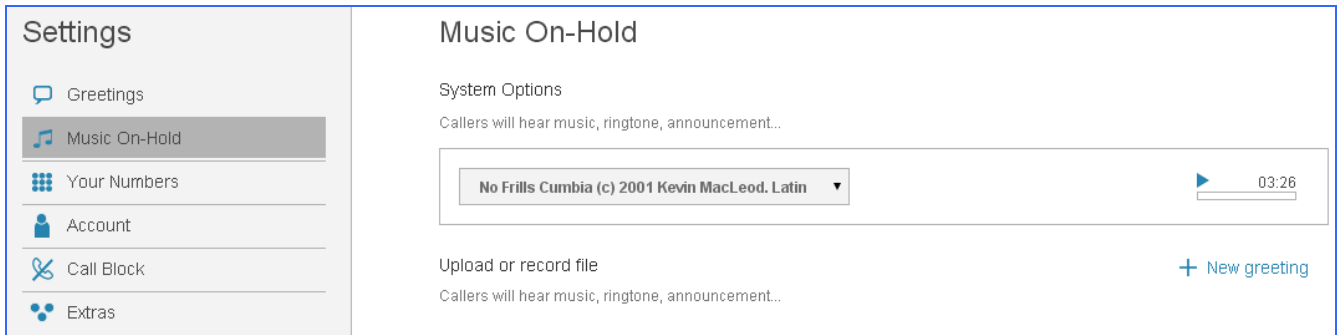 Settings
Greetings
Music On-Hold
Your Numbers
Account
Call Block
Extras
Music On-Hold
System Options
Callers will hear music, ringtone, announcement...
No Frills Cumbia (c) 2001 Kevin MacLeod. Latin
03:26
Upload or record file
New greeting
Callers will hear music, ringtone, announcement...